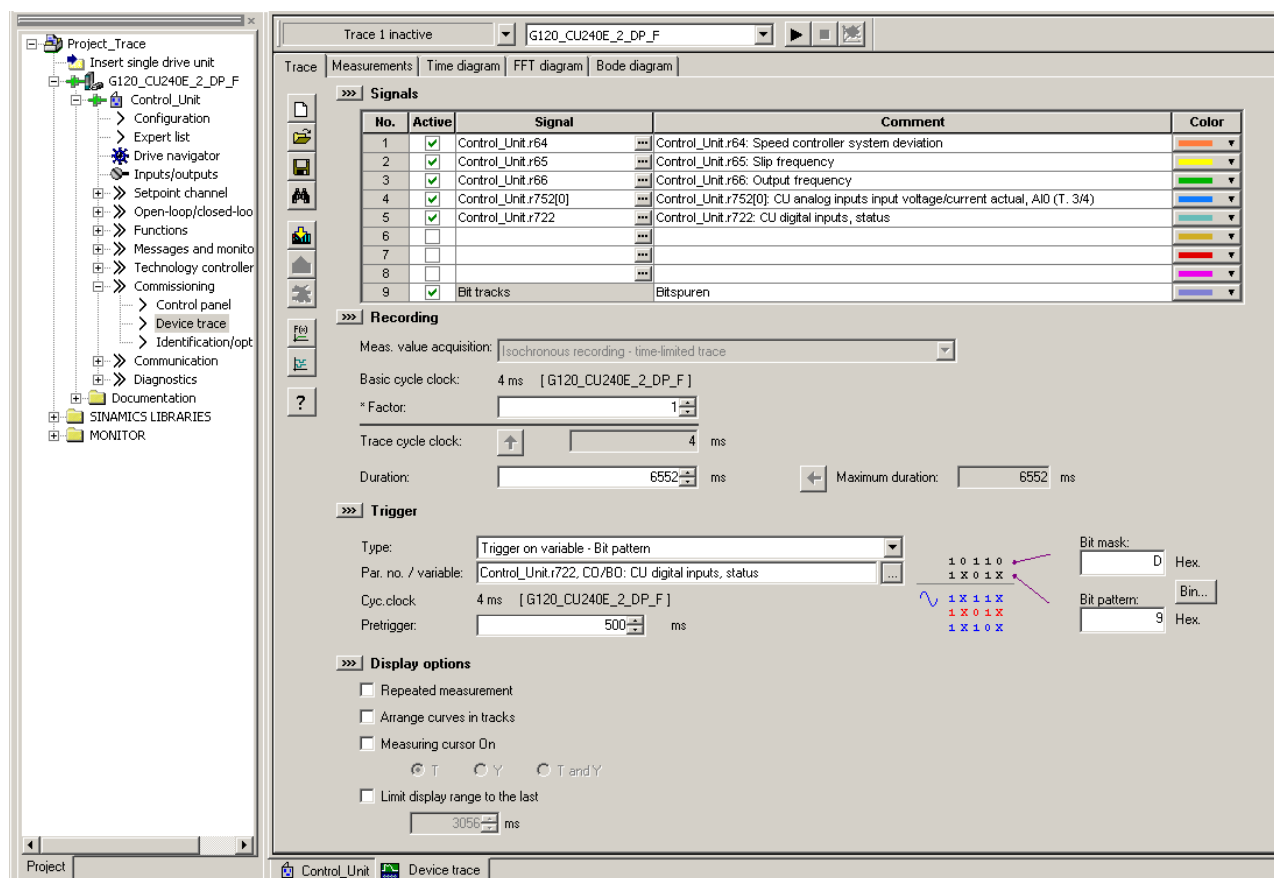 Project_Trace
Insert single drive unit
G120_CU240E_2_DP_F
Control_Unit
Configuration
Expert list
Drive navigator
Inputs/outputs
Setpoint channel
Open-loop/closed-loo
Functions
Messages and monito
Technology controller
Commissioning
Control panel
Device trace
Identification/opt
Communication
Diagnostics
Documentation
SINAMICS LIBRARIES
MONITOR
Project
Trace 1 inactive G120_CU240E_2_DP_F
Trace Measurements Time diagram FFT diagram Bode diagram
Signals
No. Active Signal Comment Color
1 Control_Unit.r64 ... Control_Unit.r64: Speed controller system deviation
2 Control_Unit.r65 ... Control_Unit.r65: Slip frequency
3 Control_Unit.r66 ... Control_Unit.r66: Output frequency
4 Control_Unit.r752[0] ... Control_Unit.r752[0]: CU analog inputs input voltage/current actual, AI0 (T. 3/4)
5 Control_Unit.r722 ... Control_Unit.r722: CU digital inputs, status
6 ...
7 ...
8 ...
9 Bit tracks Bitspuren
Recording
Meas. value acquisition: Isochronous recording - time-limited trace
Basic cycle clock: 4 ms [ G120_CU240E_2_DP_F ]
* Factor: 1
Trace cycle clock: 4 ms
Duration: 6552 ms Maximum duration: 6552 ms
Trigger
Type: Trigger on variable - Bit pattern
Par. no. / variable: Control_Unit.r722, CO/BO: CU digital inputs, status ...
Cyc.clock 4 ms [ G120_CU240E_2_DP_F ]
Pretrigger: 500 ms
1 0 1 1 0
1 X 0 1 X
1 X 1 1 X
1 X 0 1 X
1 X 1 0 X
Bit mask:
D Hex.
Bin...
Bit pattern:
9 Hex.
Display options
Repeated measurement
Arrange curves in tracks
Measuring cursor On
T Y T and Y
Limit display range to the last
3056 ms
F(x)
?
Control_Unit Device trace